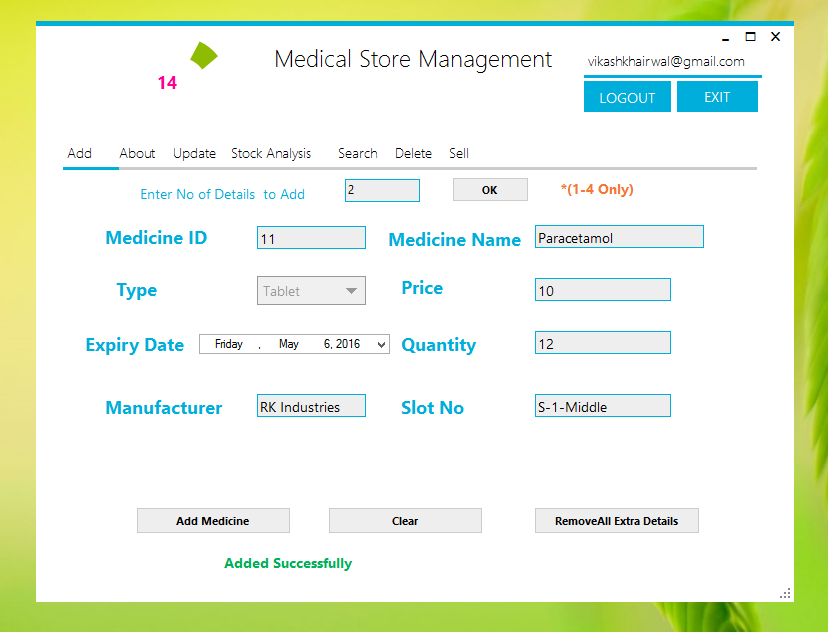 Medical Store Management
vikashkhairwal@gmail.com
14
LOGOUT EXIT
Add About Update Stock Analysis Search Delete Sell
Enter No of Details to Add 2 OK *(1-4 Only)
Medicine ID 11 Medicine Name Paracetamol
Type Tablet Price 10
Expiry Date Friday , May 6, 2016 Quantity 12
Manufacturer RK Industries Slot No S-1-Middle
Add Medicine Clear RemoveAll Extra Details
Added Successfully